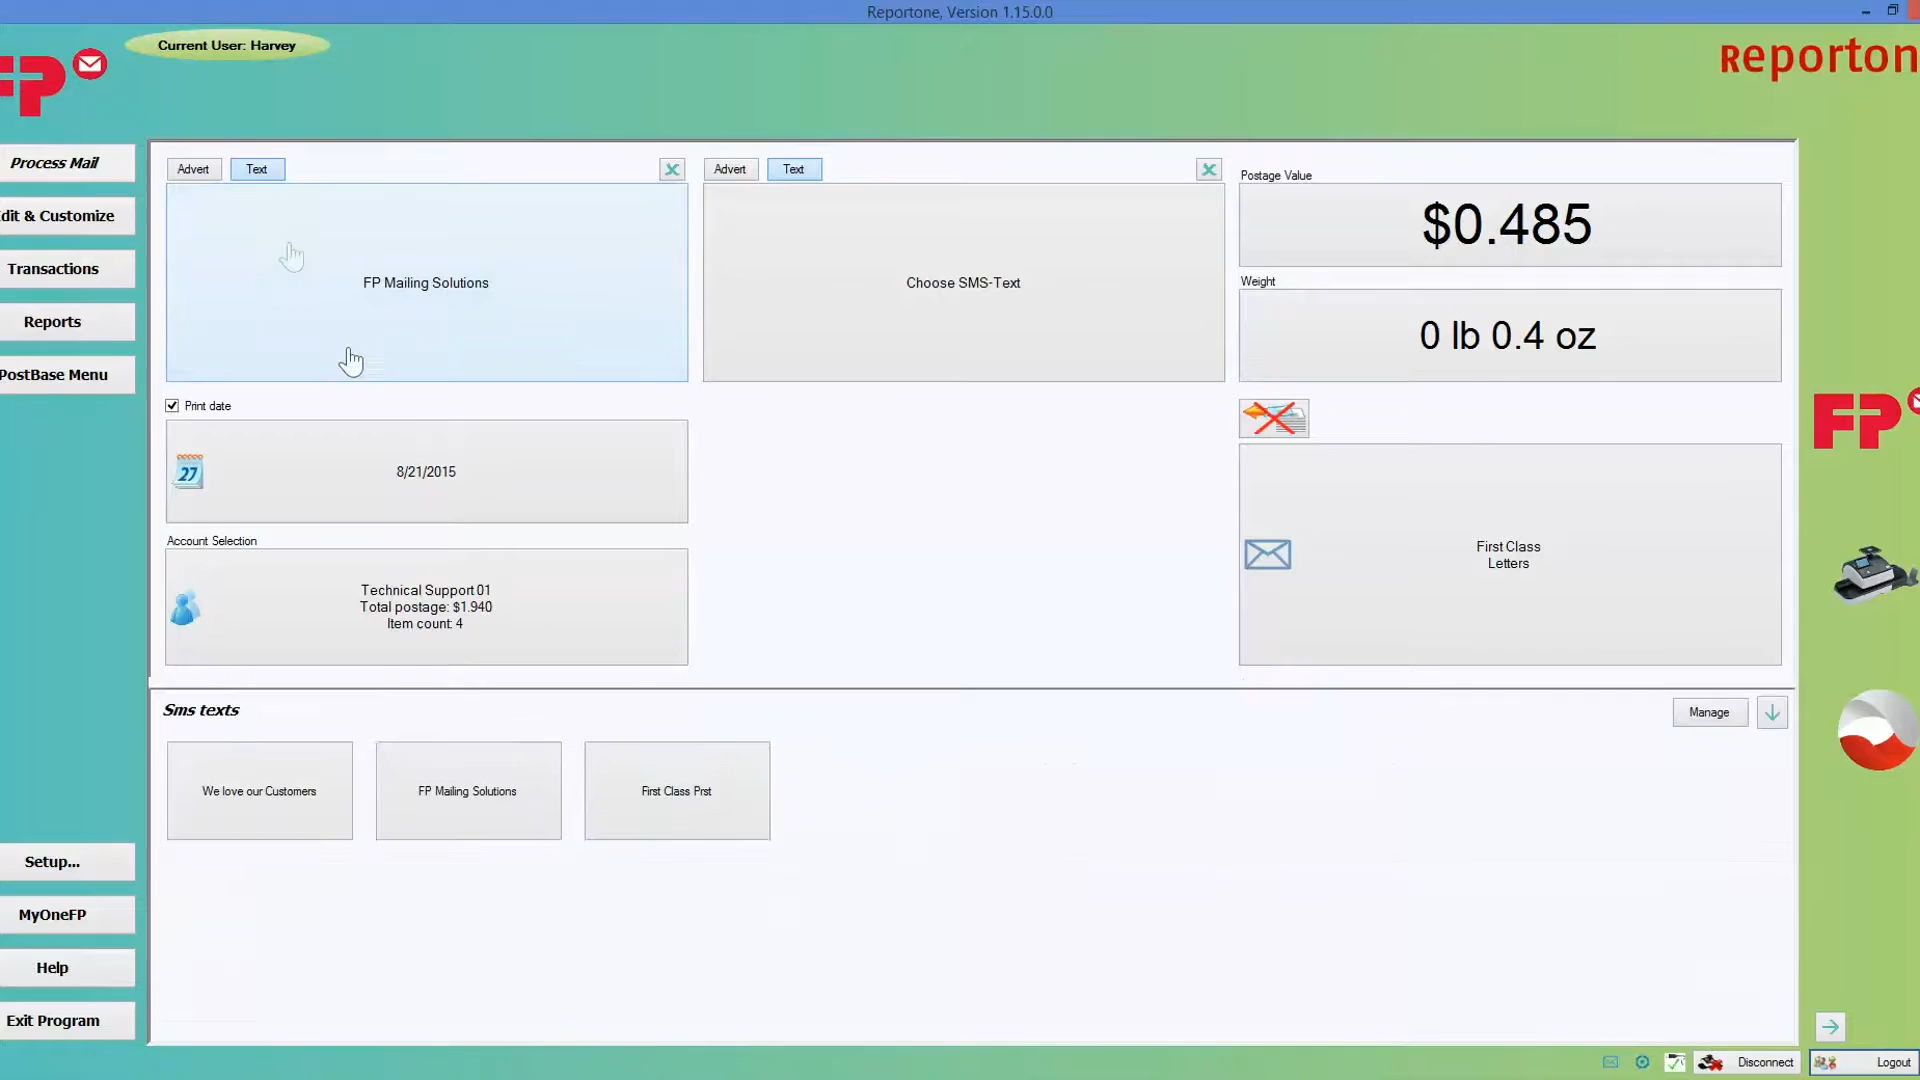 Reportone, Version 1.15.0.0
FP
Current User: Harvey
Reporton
Process Mail
dit & Customize
Transactions
Reports
PostBase Menu
Advert
Text
FP Mailing Solutions
Advert
Text
Choose SMS-Text
Postage Value
$0.485
Weight
0 lb 0.4 oz
Print date
27
8/21/2015
Account Selection
Technical Support 01
Total postage: $1.940
Item count: 4
First Class
Letters
FP
Sms texts
Manage
We love our Customers
FP Mailing Solutions
First Class Prst
Setup...
MyOneFP
Help
Exit Program
Disconnect
Logout